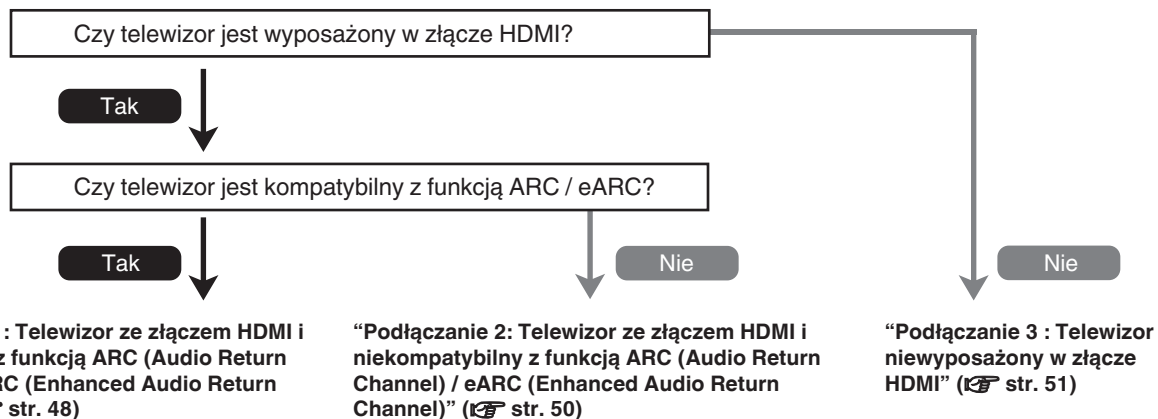 Czy telewizor jest wyposażony w złącze HDMI?
Tak
Czy telewizor jest kompatybilny z funkcją ARC / eARC?
Tak
Nie
Nie
: Telewizor ze złączem HDMI i
z funkcją ARC (Audio Return
RC (Enhanced Audio Return
str. 48)
“Podłączanie 2: Telewizor ze złączem HDMI i
niekompatybilny z funkcją ARC (Audio Return
Channel) / eARC (Enhanced Audio Return
Channel)” (☞ str. 50)
“Podłączanie 3 : Telewizor
niewyposażony w złącze
HDMI” (☞ str. 51)